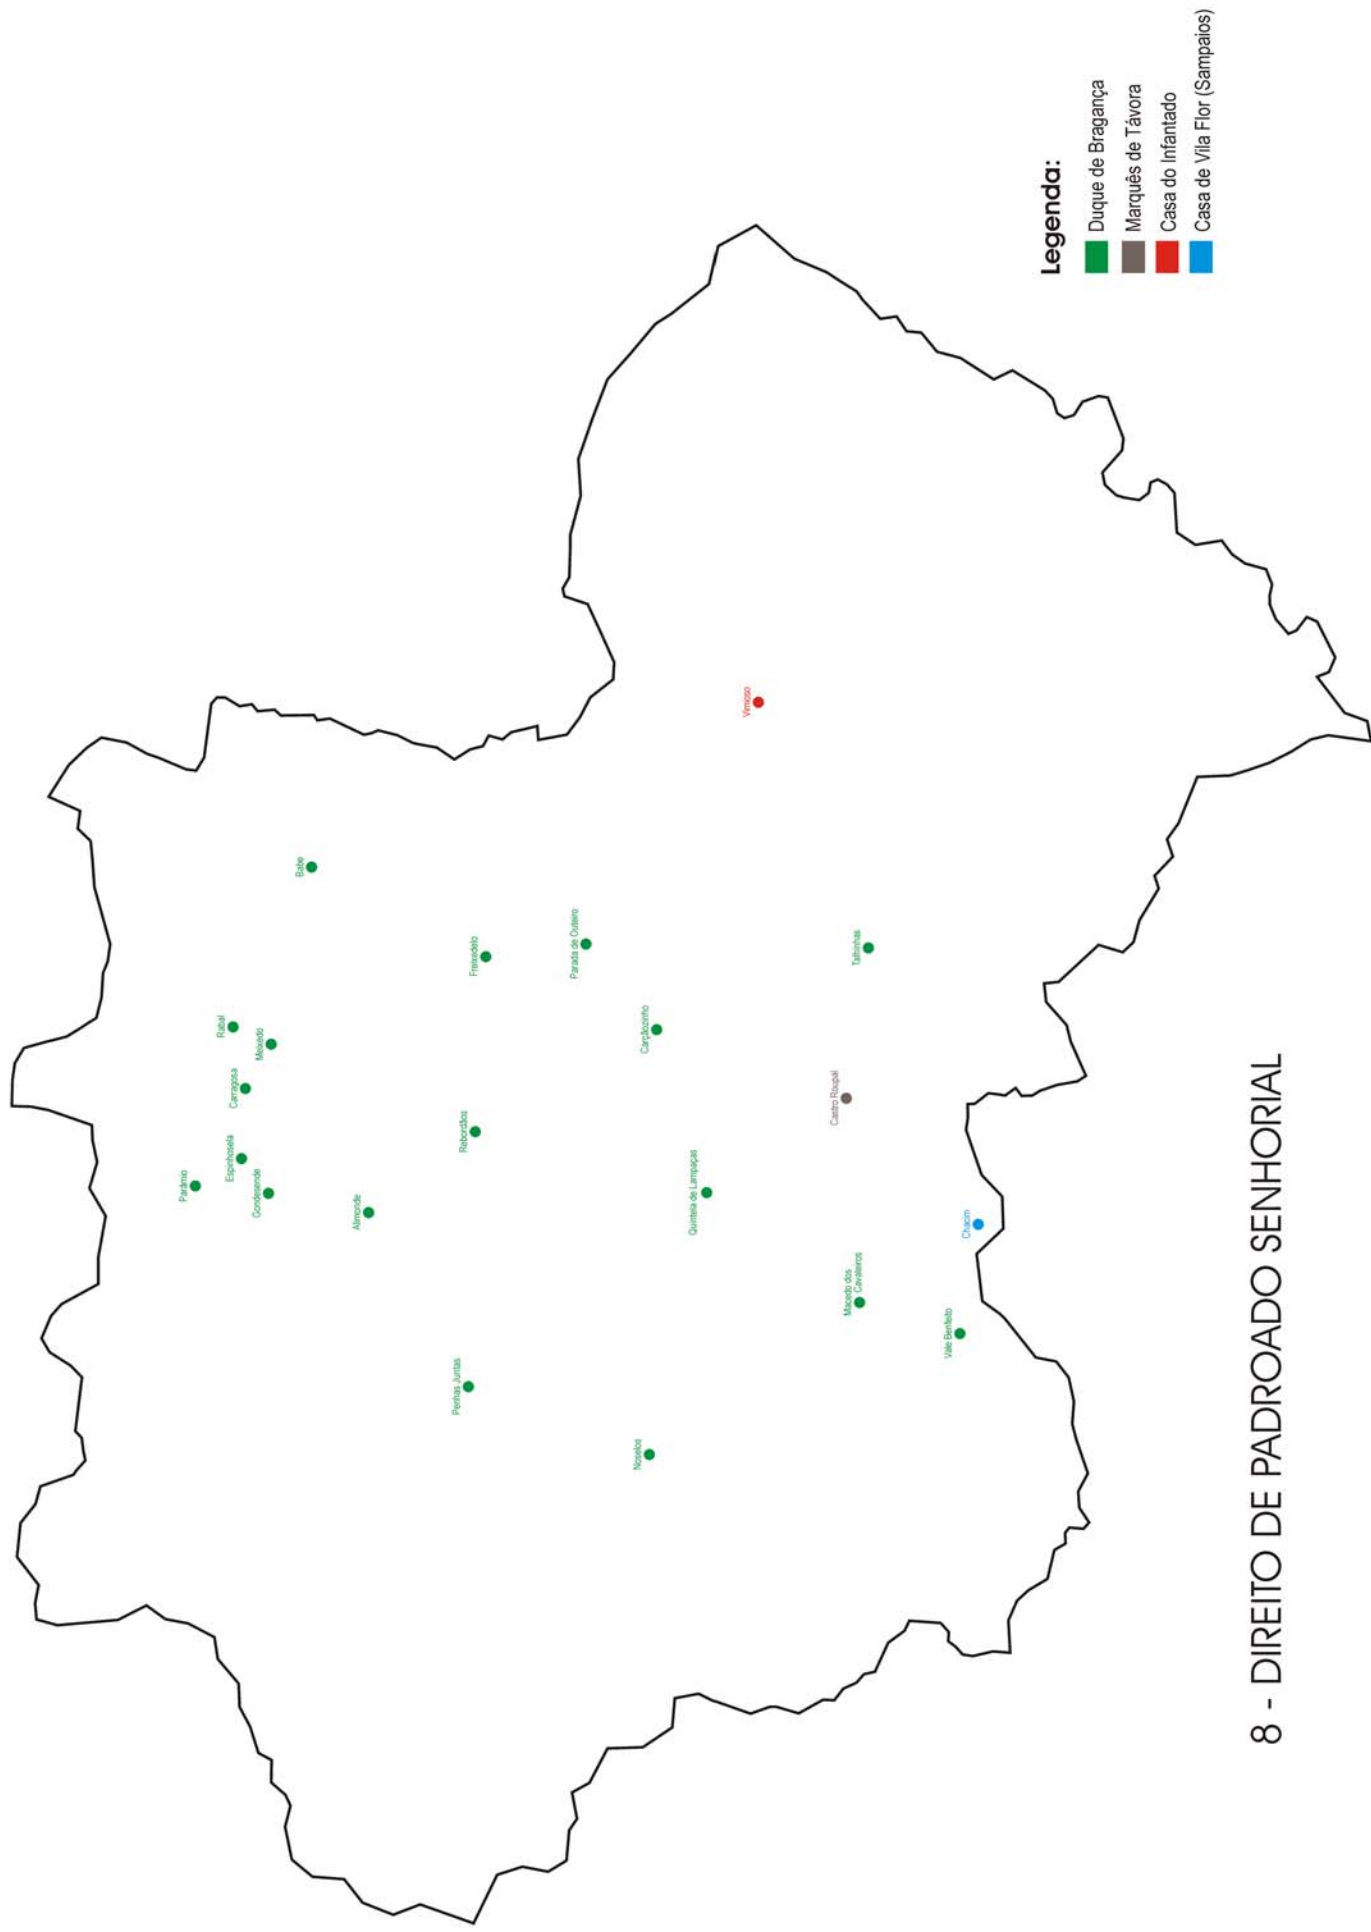 Parâmio
Espinhosela
Gondesende
Carragosa
Rabal
Meixedo
Babe
Alimonde
Rebordãos
Freixedelo
Penhas Juntas
Parada de Outeiro
Noselos
Carçãozinho
Quintela de Lampaças
Vimioso
Macedo dos
Cavaleiros
Castro Roupal
Talhinhas
Vale Benfeito
Chacim
Legenda:
Duque de Bragança
Marquês de Távora
Casa do Infantado
Casa de Vila Flor (Sampaios)
8 - DIREITO DE PADROADO SENHORIAL